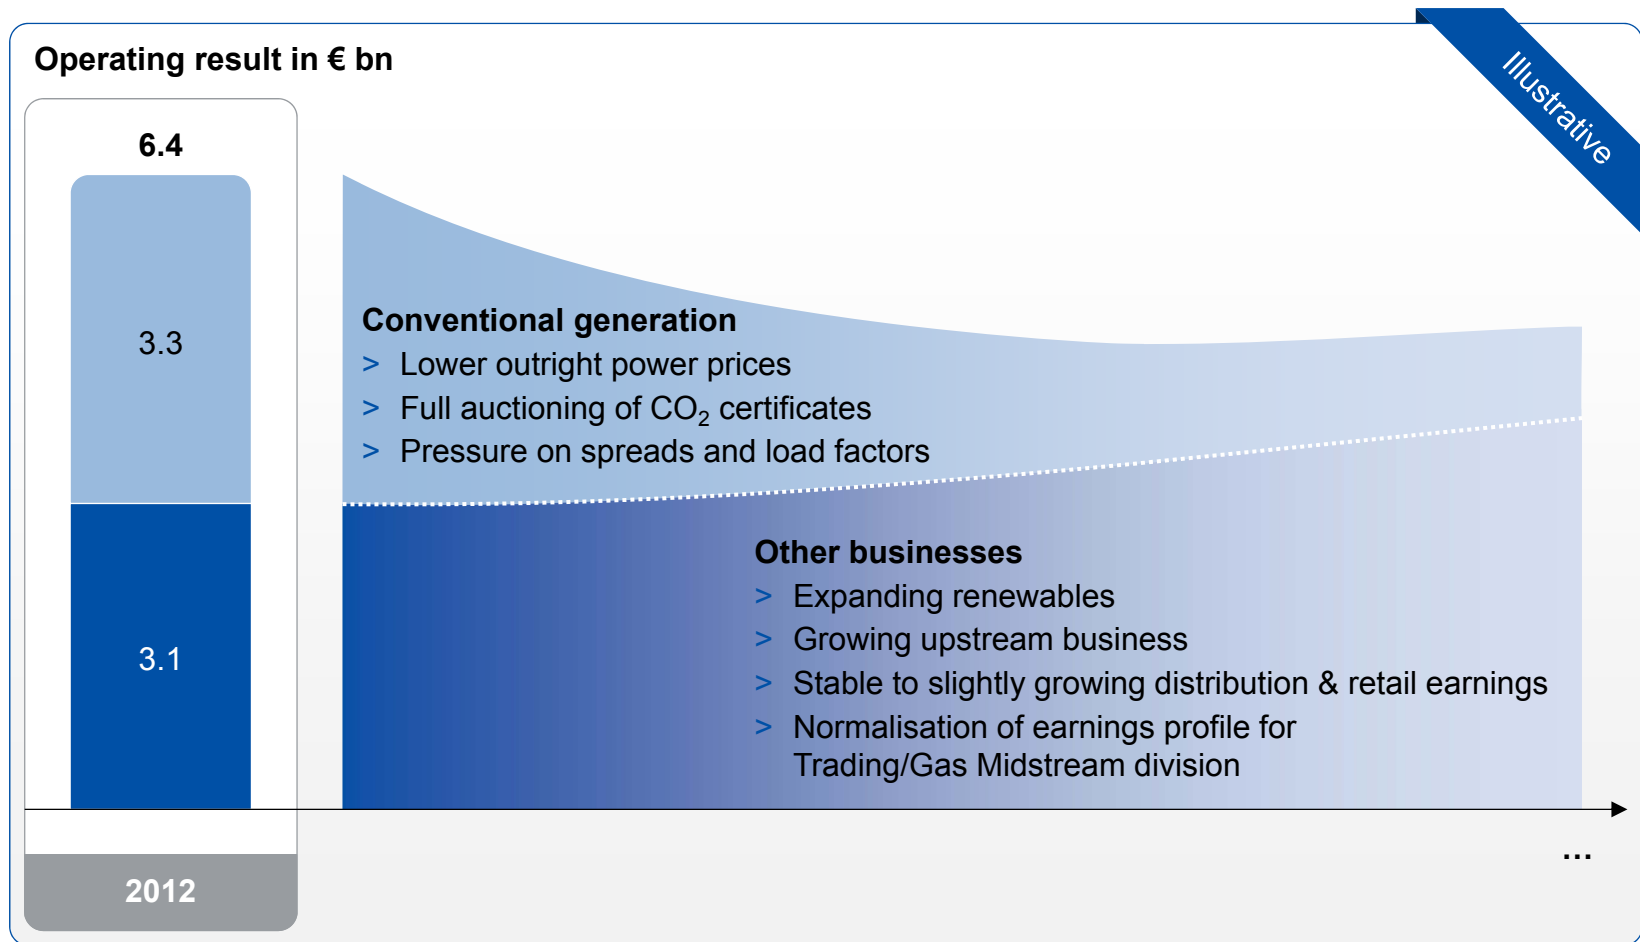 Operating result in € bn
Illustrative
6.4
3.3
3.1
2012
Conventional generation
> Lower outright power prices
> Full auctioning of CO₂ certificates
> Pressure on spreads and load factors
Other businesses
> Expanding renewables
> Growing upstream business
> Stable to slightly growing distribution & retail earnings
> Normalisation of earnings profile for
Trading/Gas Midstream division
...